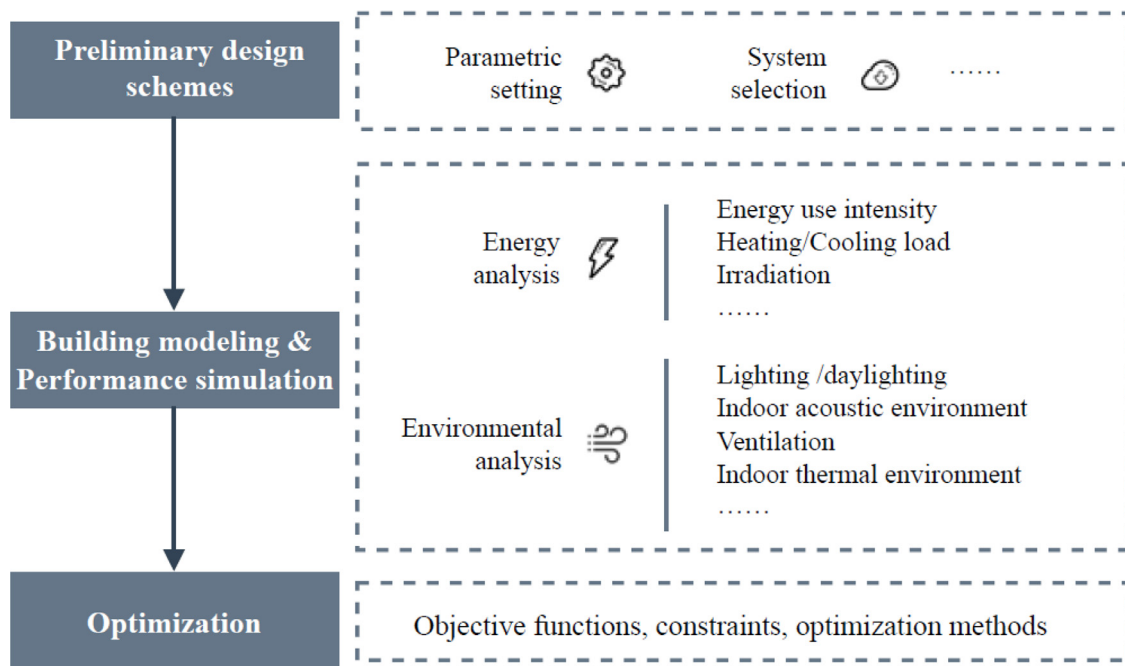 Preliminary design
schemes
Parametric
setting
System
selection
......
Energy
analysis
Energy use intensity
Heating/Cooling load
Irradiation
......
Building modeling &
Performance simulation
Environmental
analysis
Lighting /daylighting
Indoor acoustic environment
Ventilation
Indoor thermal environment
......
Optimization
Objective functions, constraints, optimization methods